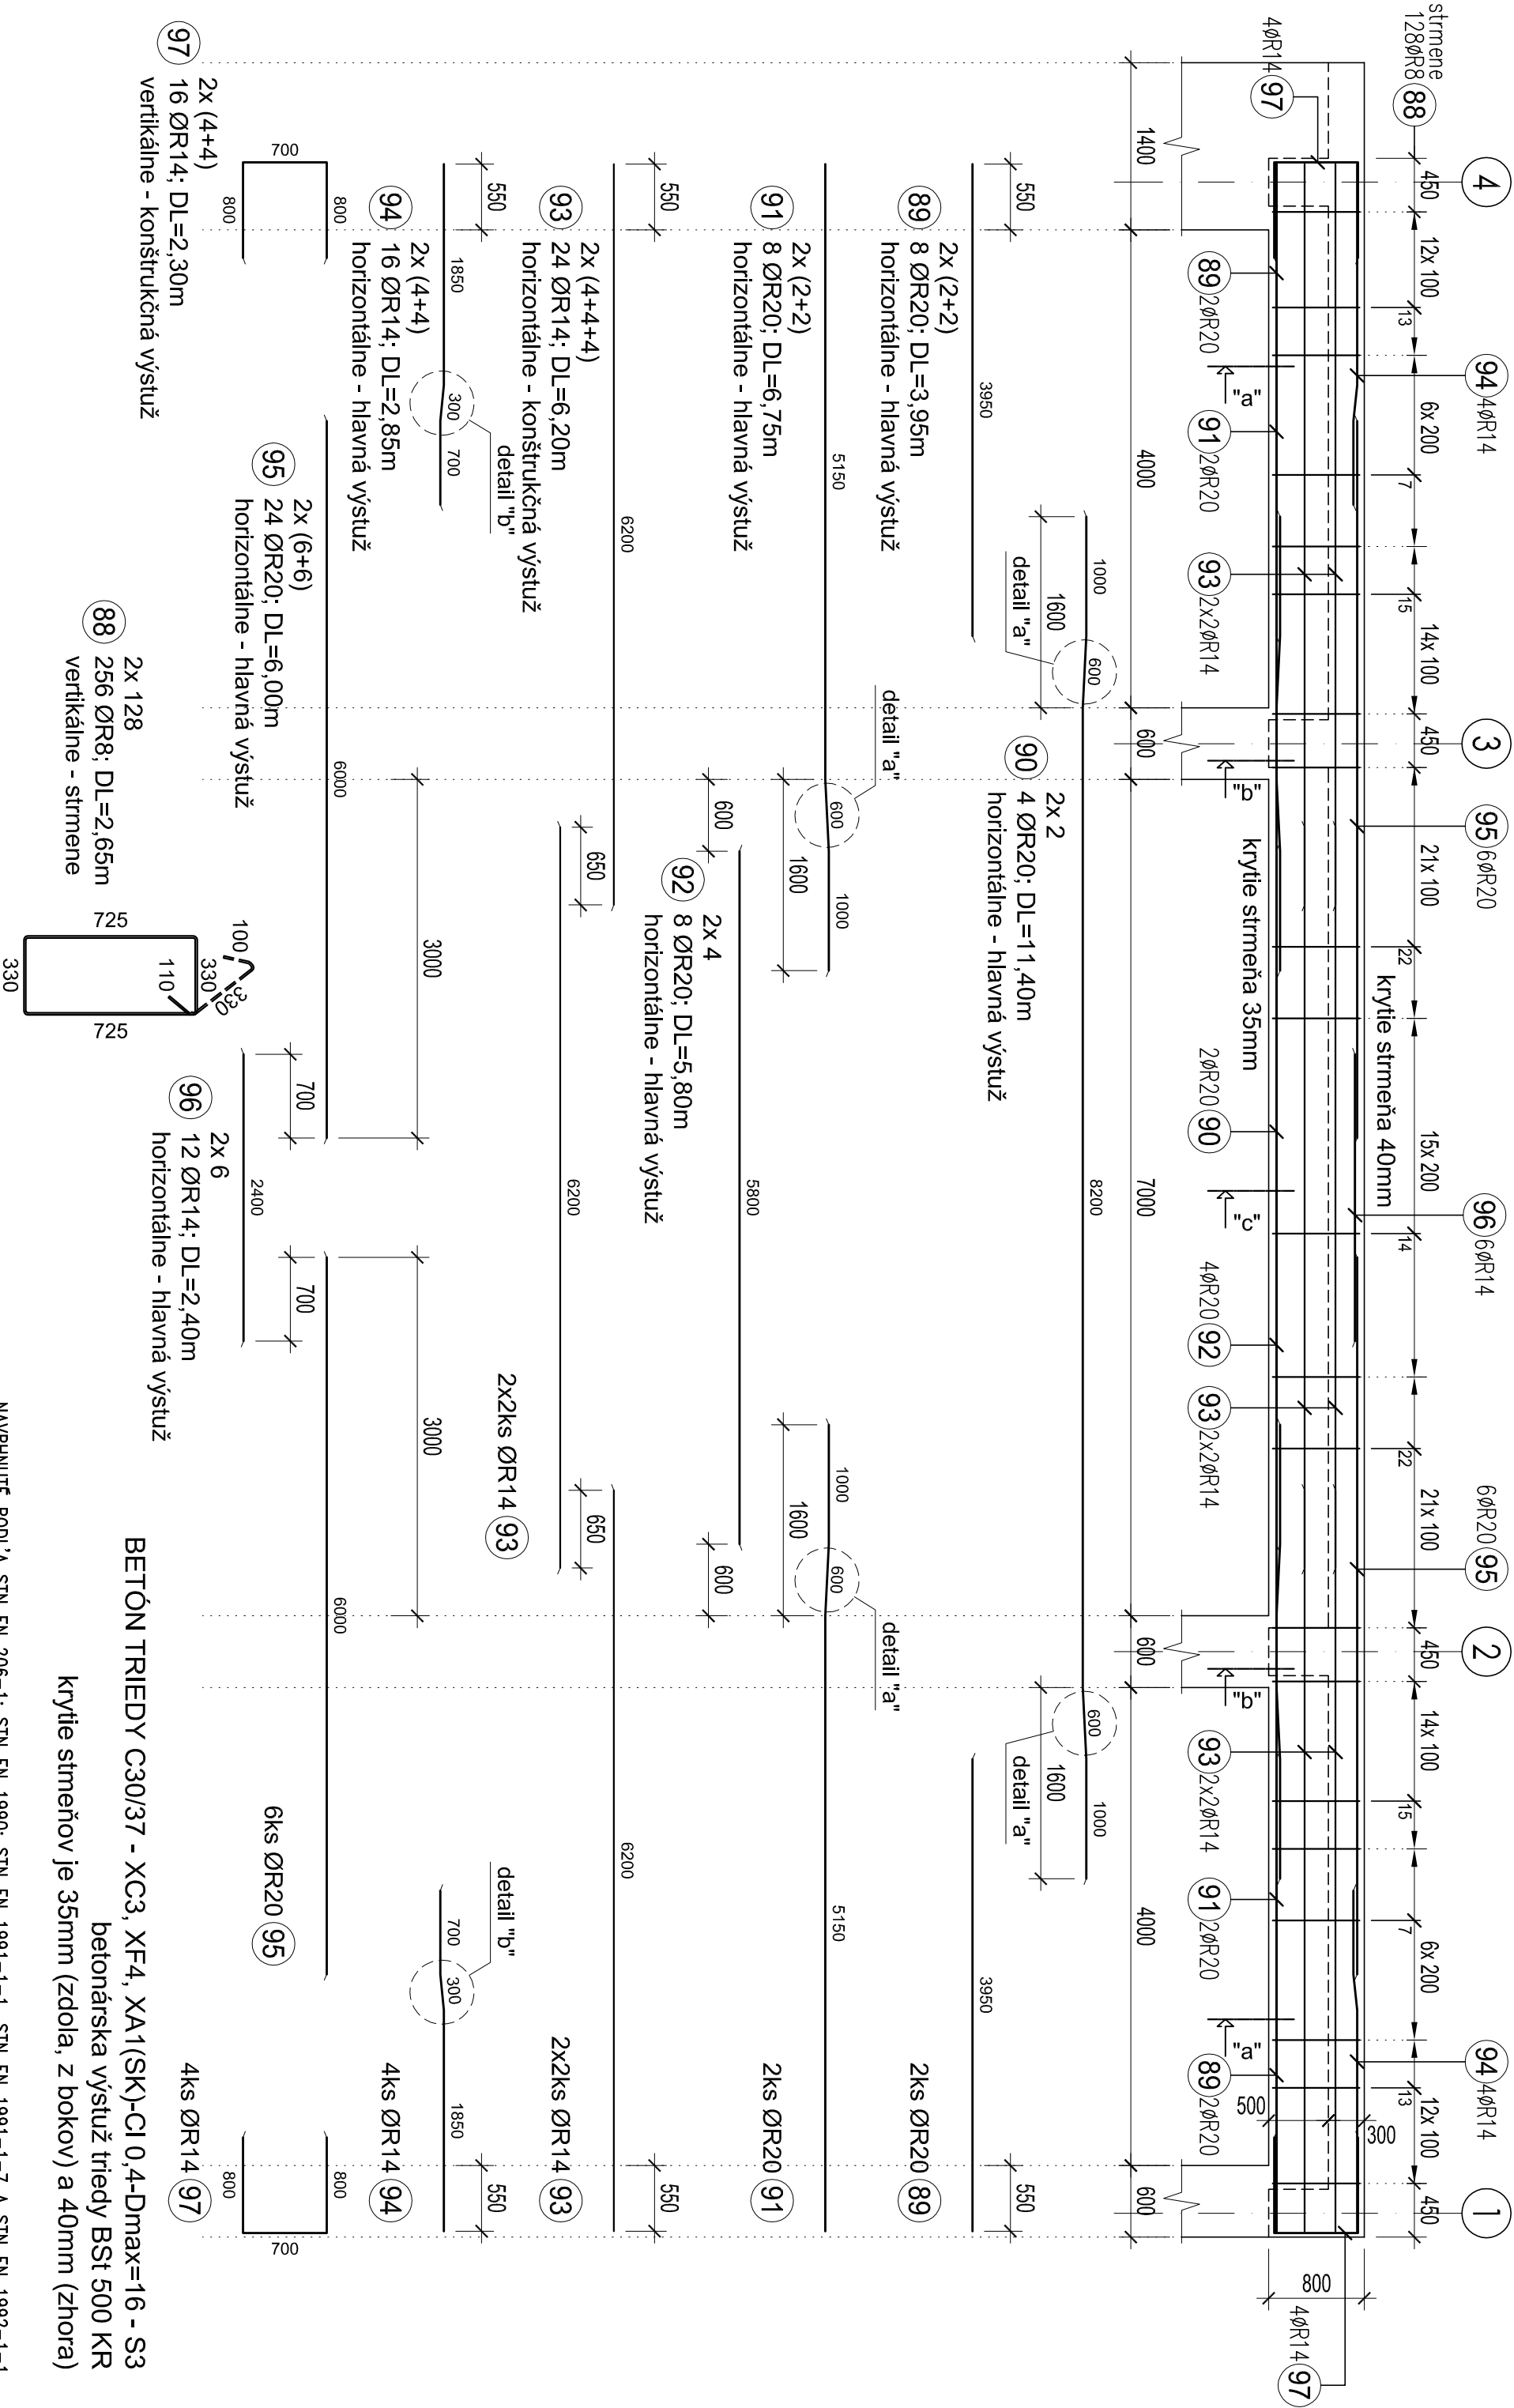 4
3
2
1
strmene
128ØR8 88
450
12x 100
13
6x 200
7
15
14x 100
450
21x 100
22
15x 200
14
22
21x 100
450
14x 100
15
6x 200
7
13
12x 100
450
94 4ØR14
95 6ØR20
96 6ØR14
6ØR20 95
94 4ØR14
krytie strmeňa 40mm
krytie strmeňa 35mm
4ØR14 97
4ØR14 97
800
300
500
89 2ØR20
"a"
91 2ØR20
93 2x2ØR14
"b"
2ØR20 90
"c"
4ØR20 92
93 2x2ØR14
"b"
93 2x2ØR14
91 2ØR20
"a"
89 2ØR20
1400
4000
600
7000
600
4000
600
1000
600
8200
600
1000
1600
detail "a"
1600
detail "a"
90
2x 2
4 ØR20; DL=11,40m
horizontálne - hlavná výstuž
550
3950
3950
550
89
2x (2+2)
8 ØR20; DL=3,95m
horizontálne - hlavná výstuž
2ks ØR20 89
detail "a"
detail "a"
5150
600
1000
1600
1000
600
5150
1600
91
2x (2+2)
8 ØR20; DL=6,75m
horizontálne - hlavná výstuž
2ks ØR20 91
600
5800
600
92
2x 4
8 ØR20; DL=5,80m
horizontálne - hlavná výstuž
550
6200
650
6200
650
6200
550
93
2x (4+4+4)
24 ØR14; DL=6,20m
horizontálne - konštrukčná výstuž
2x2ks ØR14 93
2x2ks ØR14 93
550
1850
300
700
detail "b"
detail "b"
700
300
1850
550
94
2x (4+4)
16 ØR14; DL=2,85m
horizontálne - hlavná výstuž
4ks ØR14 94
3000
3000
6000
6000
95
2x (6+6)
24 ØR20; DL=6,00m
horizontálne - hlavná výstuž
6ks ØR20 95
700
2400
700
96
2x 6
12 ØR14; DL=2,40m
horizontálne - hlavná výstuž
700
800
800
800
800
700
97
2x (4+4)
16 ØR14; DL=2,30m
vertikálne - konštrukčná výstuž
4ks ØR14 97
88
2x 128
256 ØR8; DL=2,65m
vertikálne - strmene
100
330
330
110
725
725
330
BETÓN TRIEDY C30/37 - XC3, XF4, XA1(SK)-Cl 0,4-Dmax=16 - S3
betonárska výstuž triedy BSt 500 KR
krytie stmeňov je 35mm (zdola, z bokov) a 40mm (zhora)